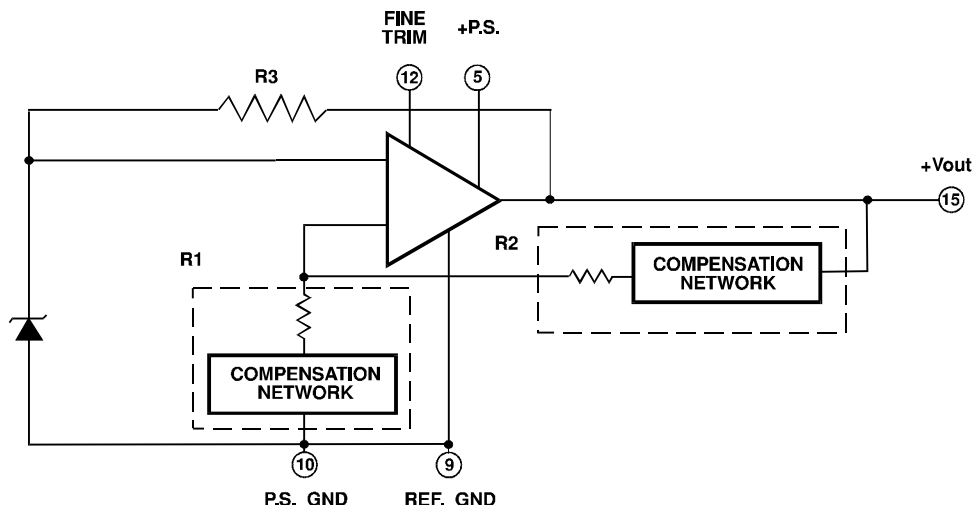 FINE
TRIM
+P.S.
12
5
R3
+Vout
15
R1
R2
COMPENSATION
NETWORK
COMPENSATION
NETWORK
10
9
P.S. GND
REF. GND